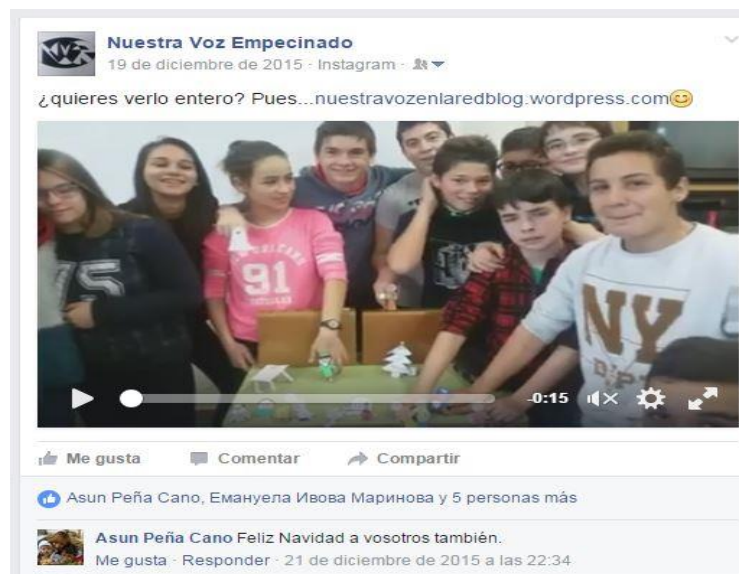 Nuestra Voz Empecinado
19 de diciembre de 2015 · Instagram ·
¿quieres verlo entero? Pues...nuestravozenlaredblog.wordpress.com😊
91
NY
-0:15
Me gusta Comentar Compartir
Asun Peña Cano, Емануела Ивова Маринова y 5 personas más
Asun Peña Cano Feliz Navidad a vosotros también.
Me gusta · Responder · 21 de diciembre de 2015 a las 22:34